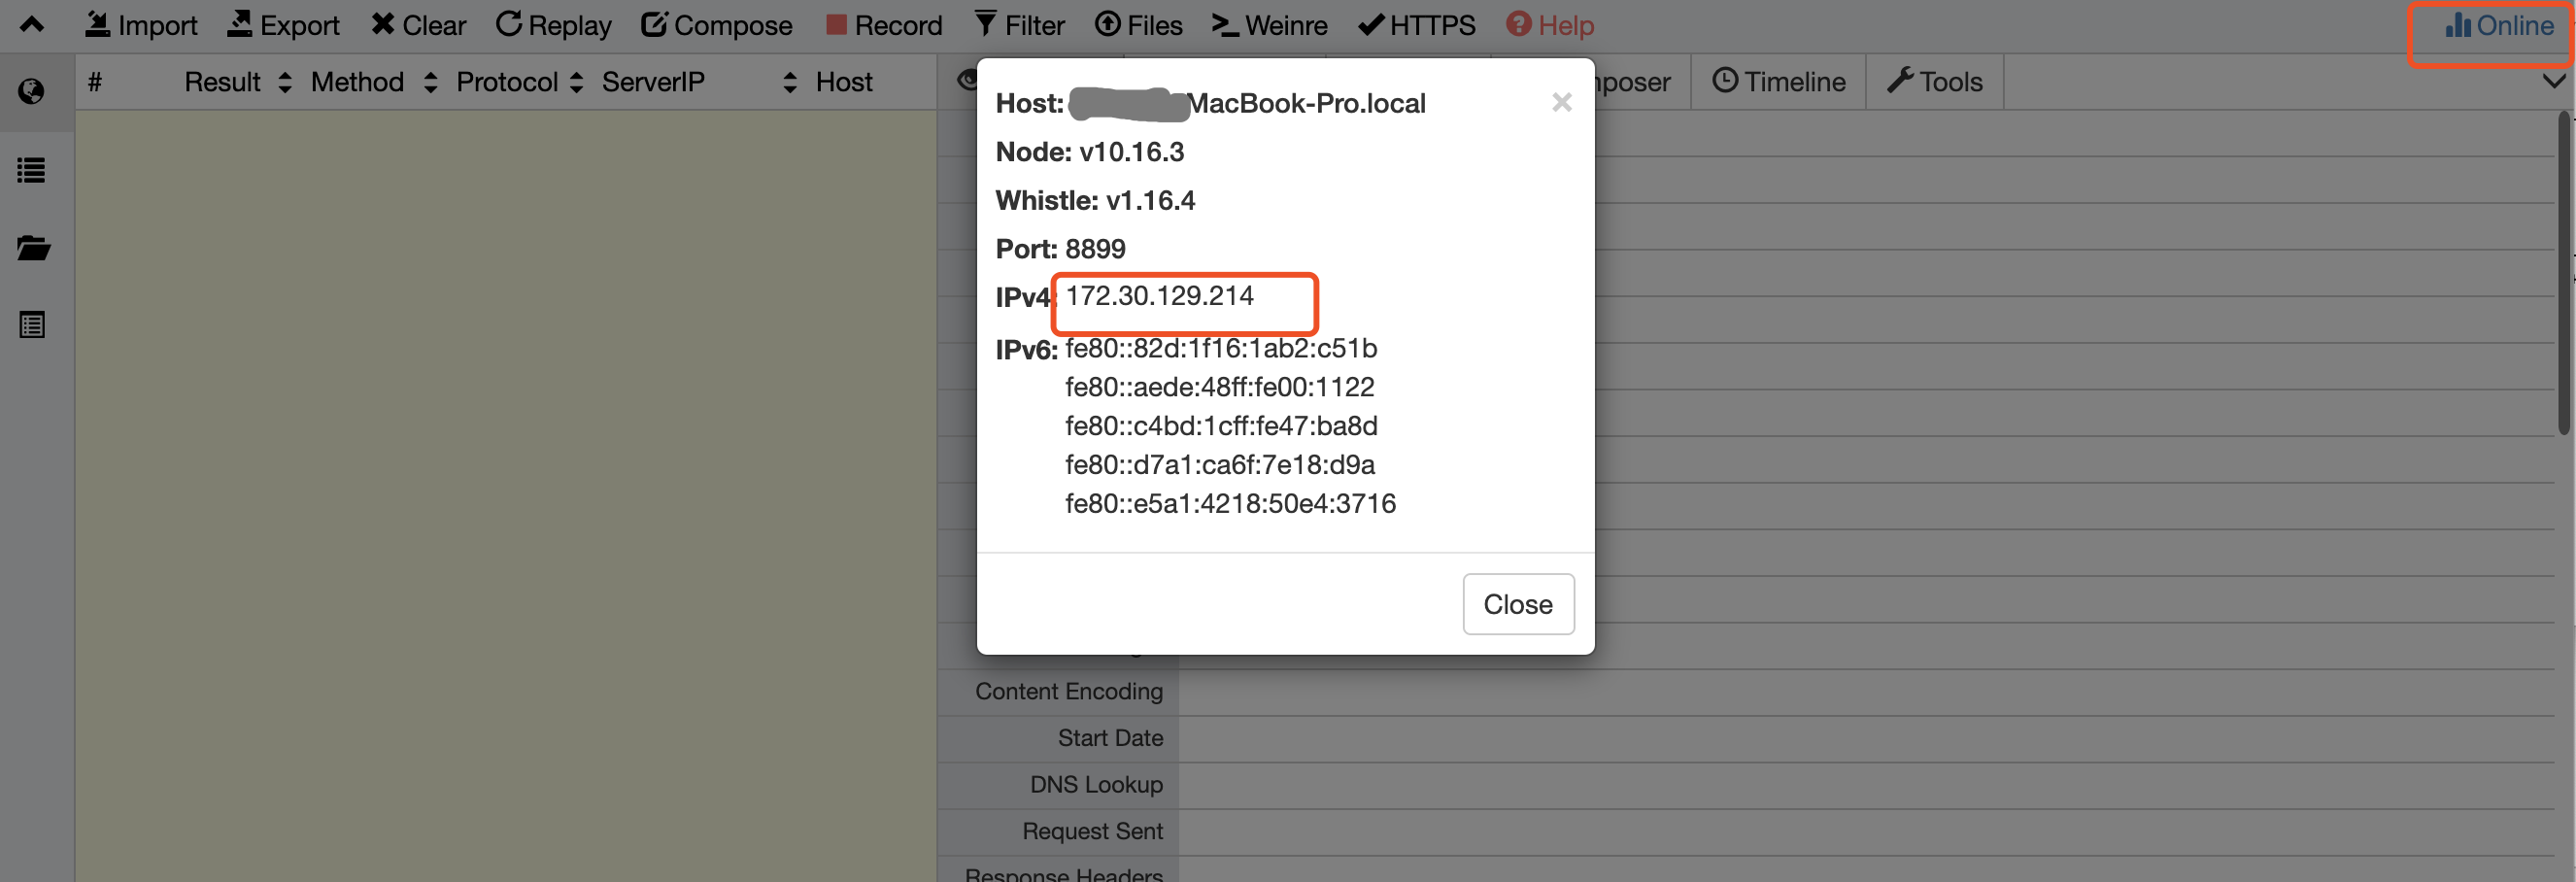 Import Export Clear Replay Compose Record Filter Files Weinre HTTPS Help Online
# Result Method Protocol ServerIP Host Timeline Tools
Host: MacBook-Pro.local
Node: v10.16.3
Whistle: v1.16.4
Port: 8899
IPv4: 172.30.129.214
IPv6: fe80::82d:1f16:1ab2:c51b
fe80::aede:48ff:fe00:1122
fe80::c4bd:1cff:fe47:ba8d
fe80::d7a1:ca6f:7e18:d9a
fe80::e5a1:4218:50e4:3716
Close
Content Encoding
Start Date
DNS Lookup
Request Sent
Response Headers